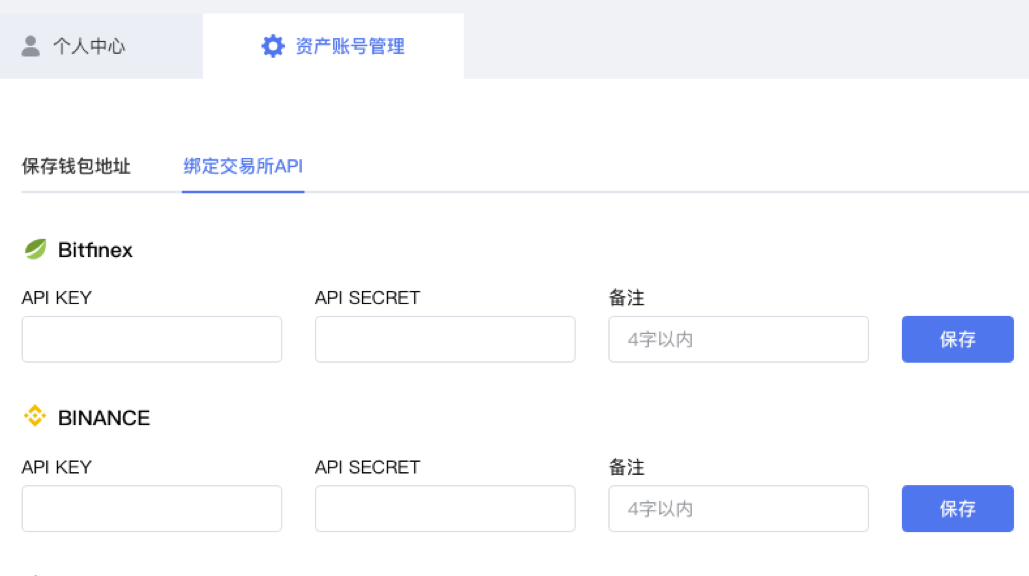 个人中心
资产账号管理
保存钱包地址
绑定交易所API
Bitfinex
API KEY
API SECRET
备注
4字以内
保存
BINANCE
API KEY
API SECRET
备注
4字以内
保存